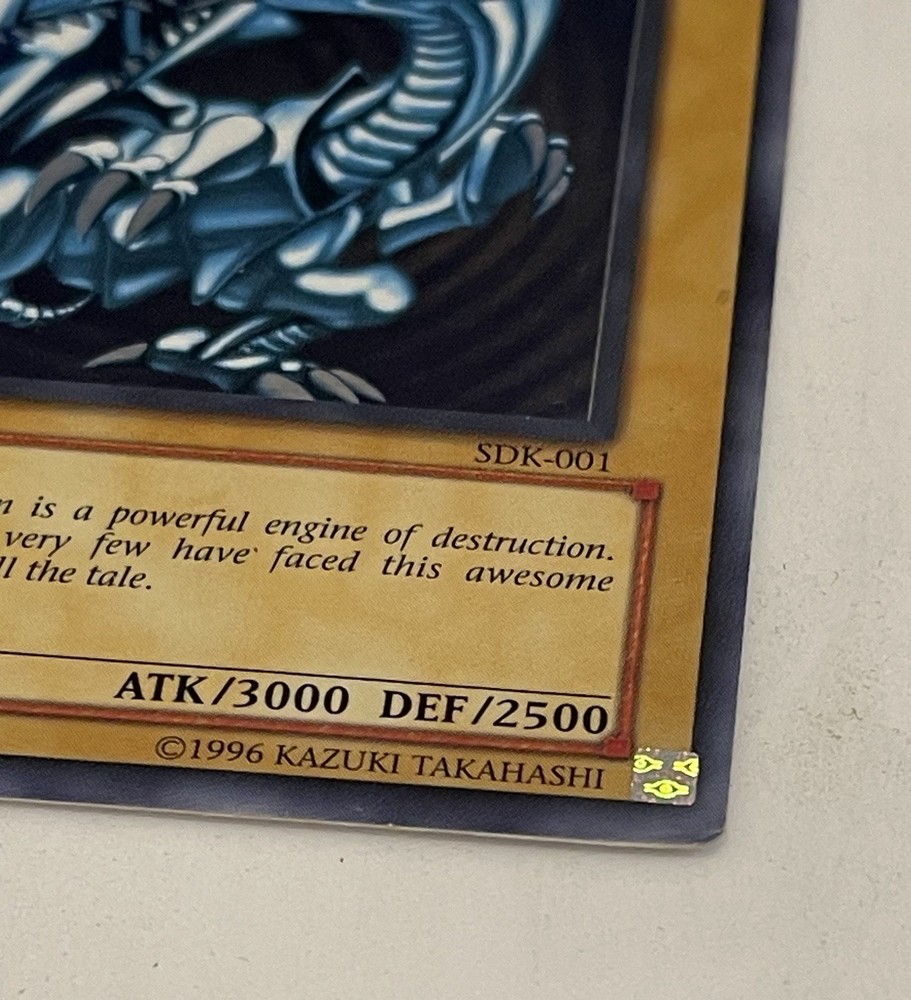 SDK-001
is a powerful engine of destruction.
very few have faced this awesome
the tale.
ATK/3000 DEF/2500
©1996 KAZUKI TAKAHASHI